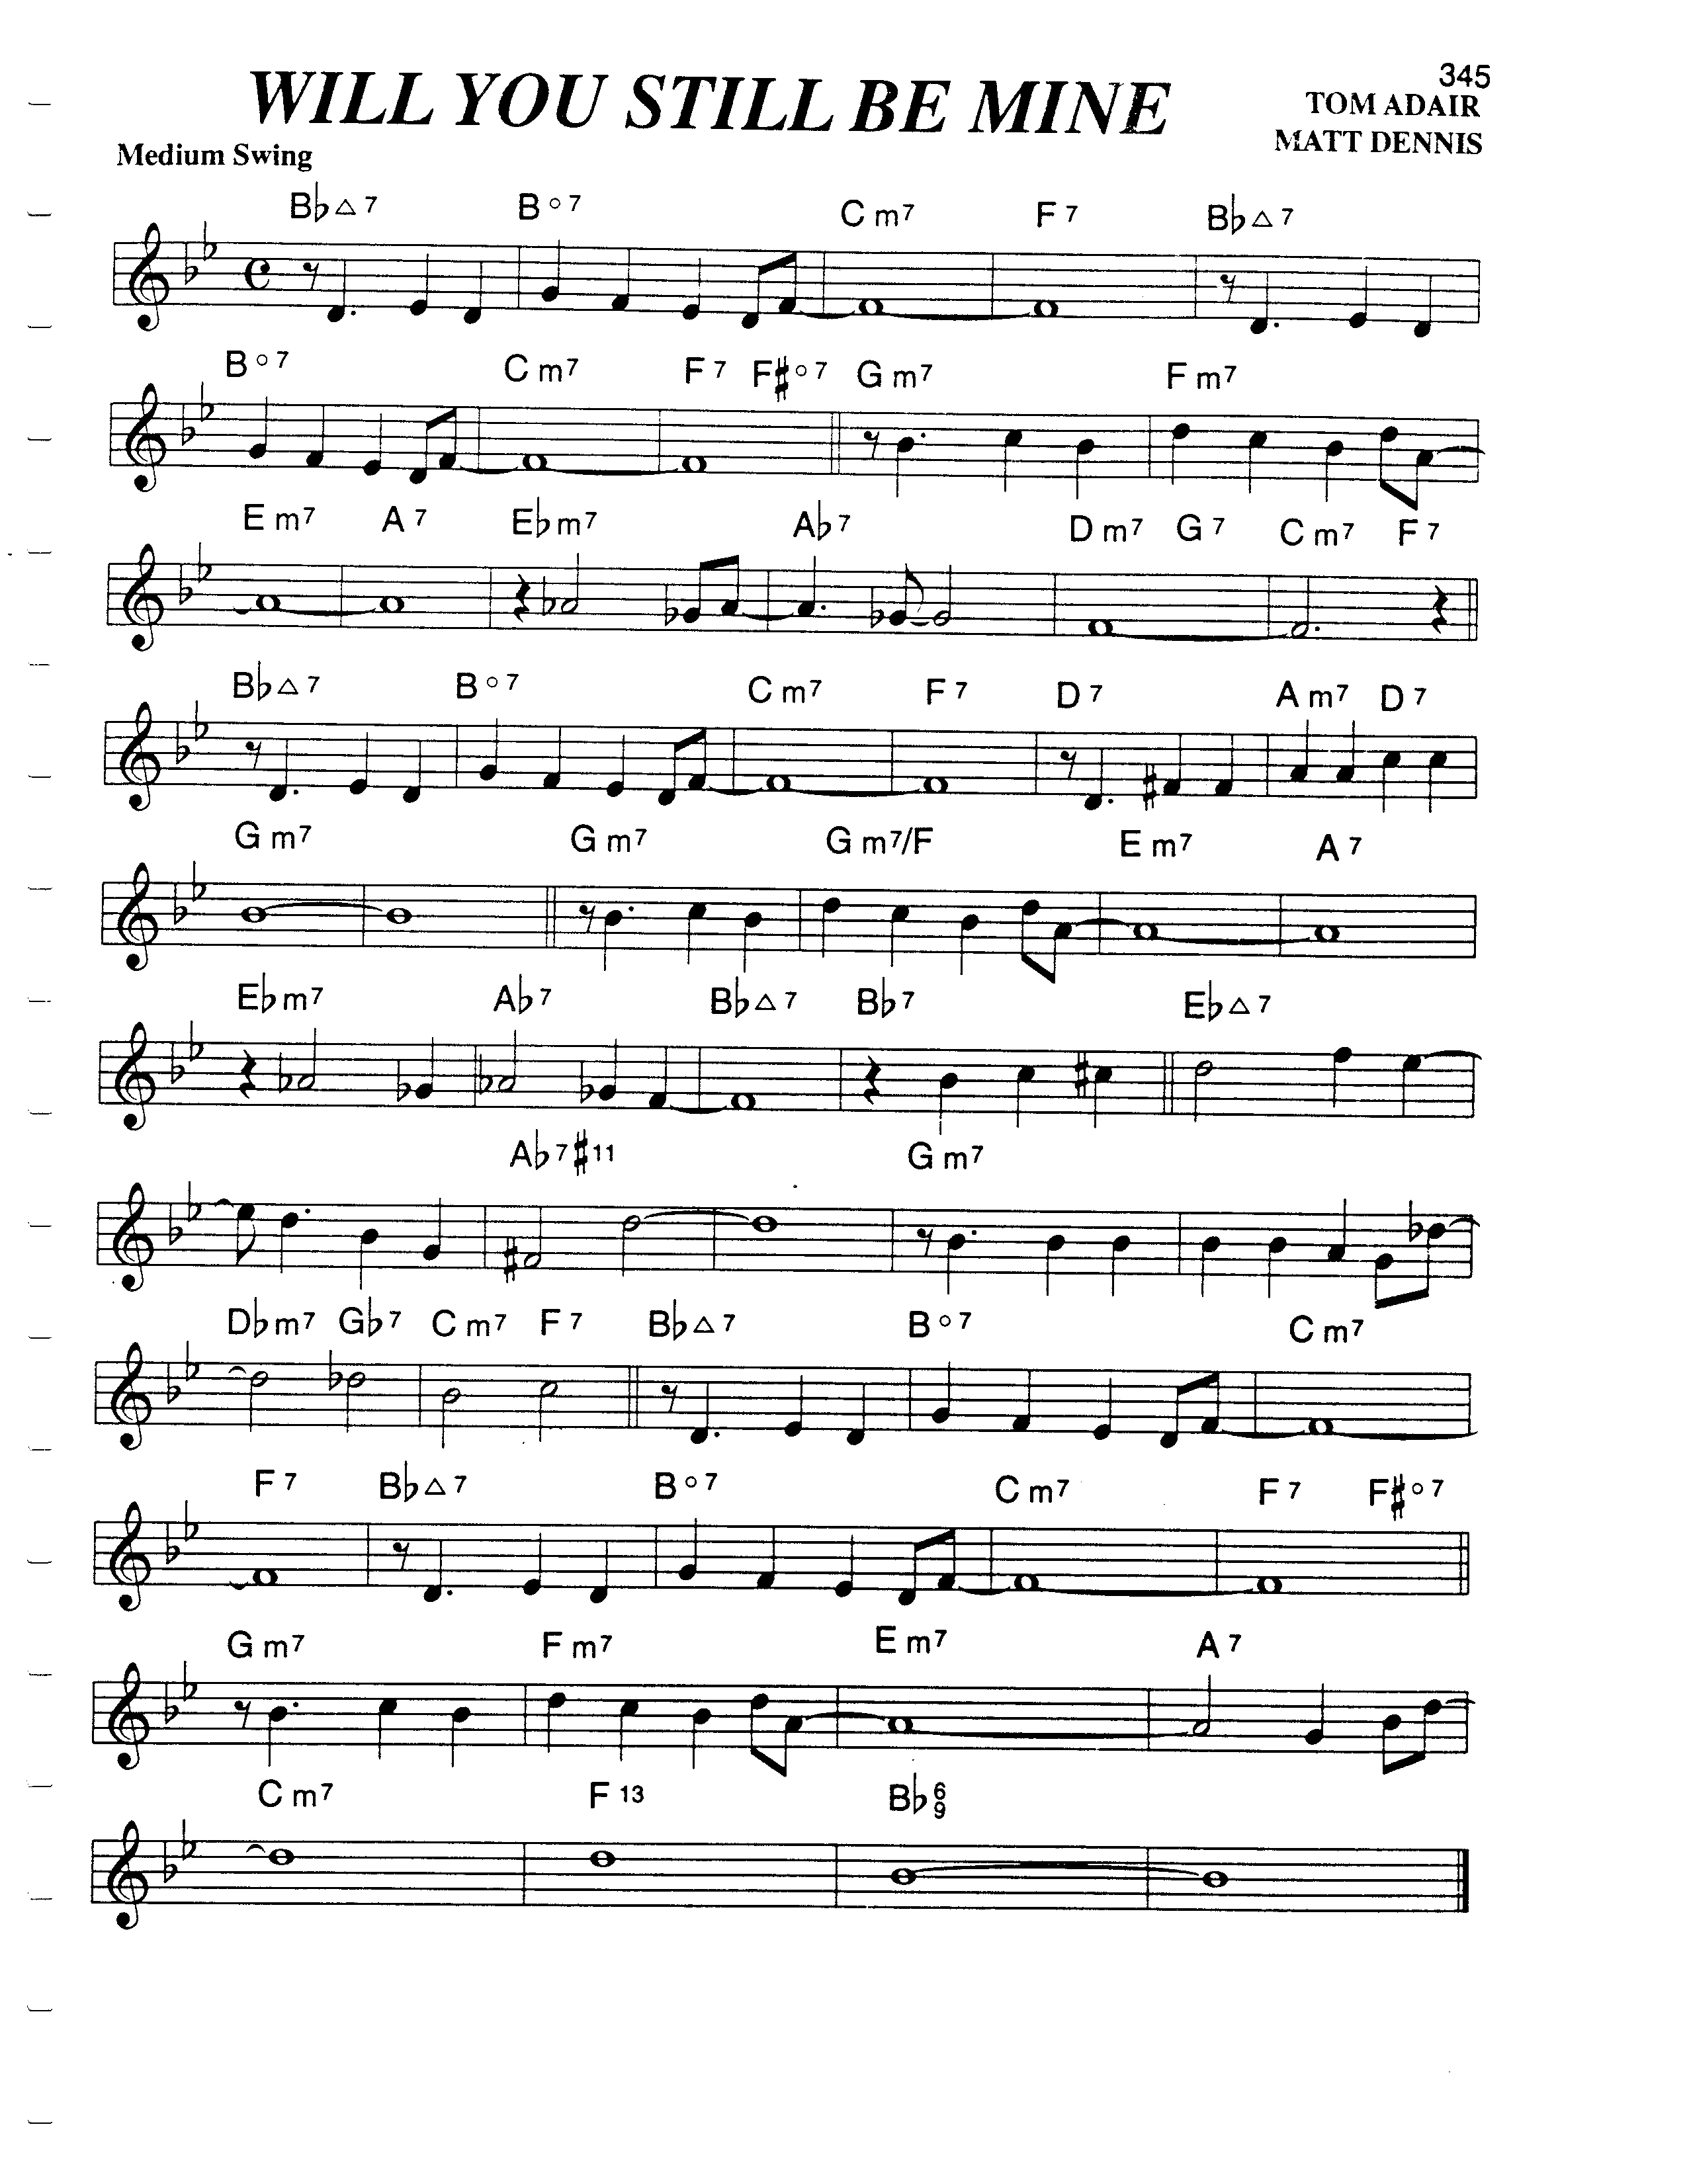 345
WILL YOU STILL BE MINE
TOM ADAIR
MATT DENNIS
Medium Swing
B♭△7 B°7 Cm7 F7 B♭△7
B°7 Cm7 F7 F♯°7 Gm7 Fm7
Em7 A7 E♭m7 A♭7 Dm7 G7 Cm7 F7
B♭△7 B°7 Cm7 F7 D7 Am7 D7
Gm7 Gm7 Gm7/F Em7 A7
E♭m7 A♭7 B♭△7 B♭7 E♭△7
A♭7♯11 Gm7
D♭m7 G♭7 Cm7 F7 B♭△7 B°7 Cm7
F7 B♭△7 B°7 Cm7 F7 F♯°7
Gm7 Fm7 Em7 A7
Cm7 F13 B♭6 9